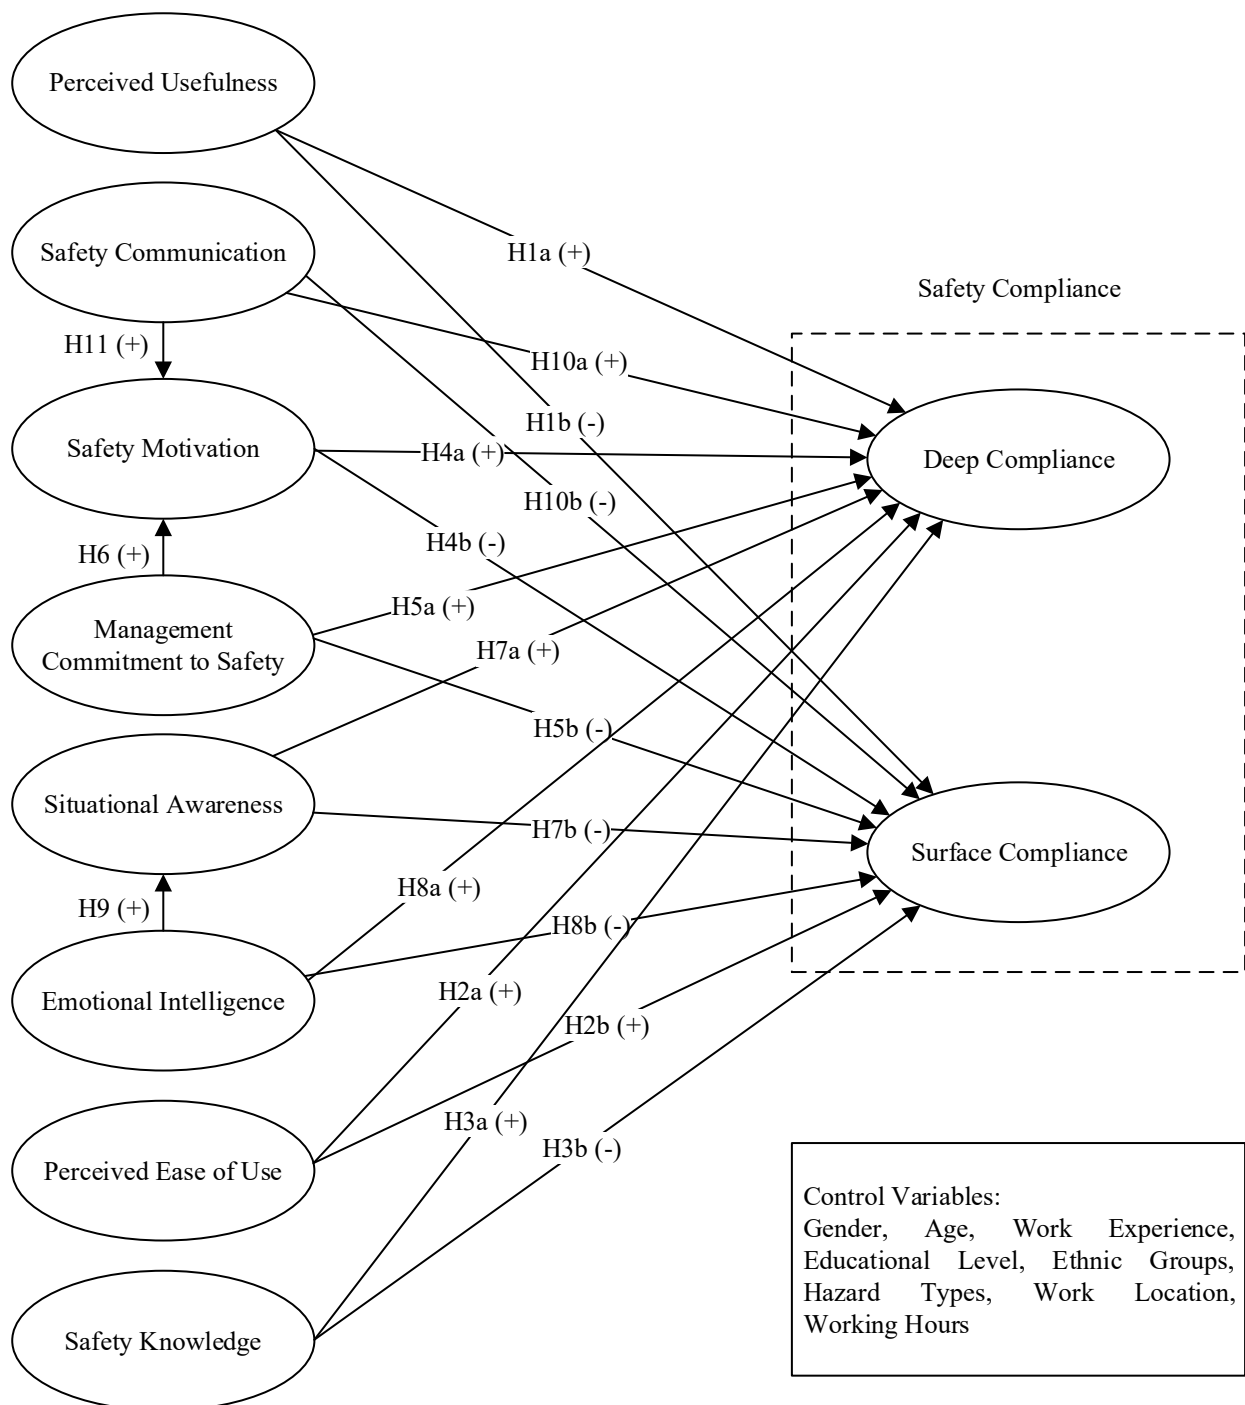 Perceived Usefulness
Safety Communication
H1a (+)
Safety Compliance
H11 (+)
H10a (+)
H1b (-)
Safety Motivation
H4a (+)
Deep Compliance
H10b (-)
H4b (-)
H6 (+)
H5a (+)
Management
Commitment to Safety
H7a (+)
H5b (-)
Situational Awareness
H7b (-)
Surface Compliance
H8a (+)
H9 (+)
H8b (-)
Emotional Intelligence
H2a (+)
H2b (+)
H3a (+)
H3b (-)
Perceived Ease of Use
Control Variables:
Gender, Age, Work Experience,
Educational Level, Ethnic Groups,
Hazard Types, Work Location,
Working Hours
Safety Knowledge